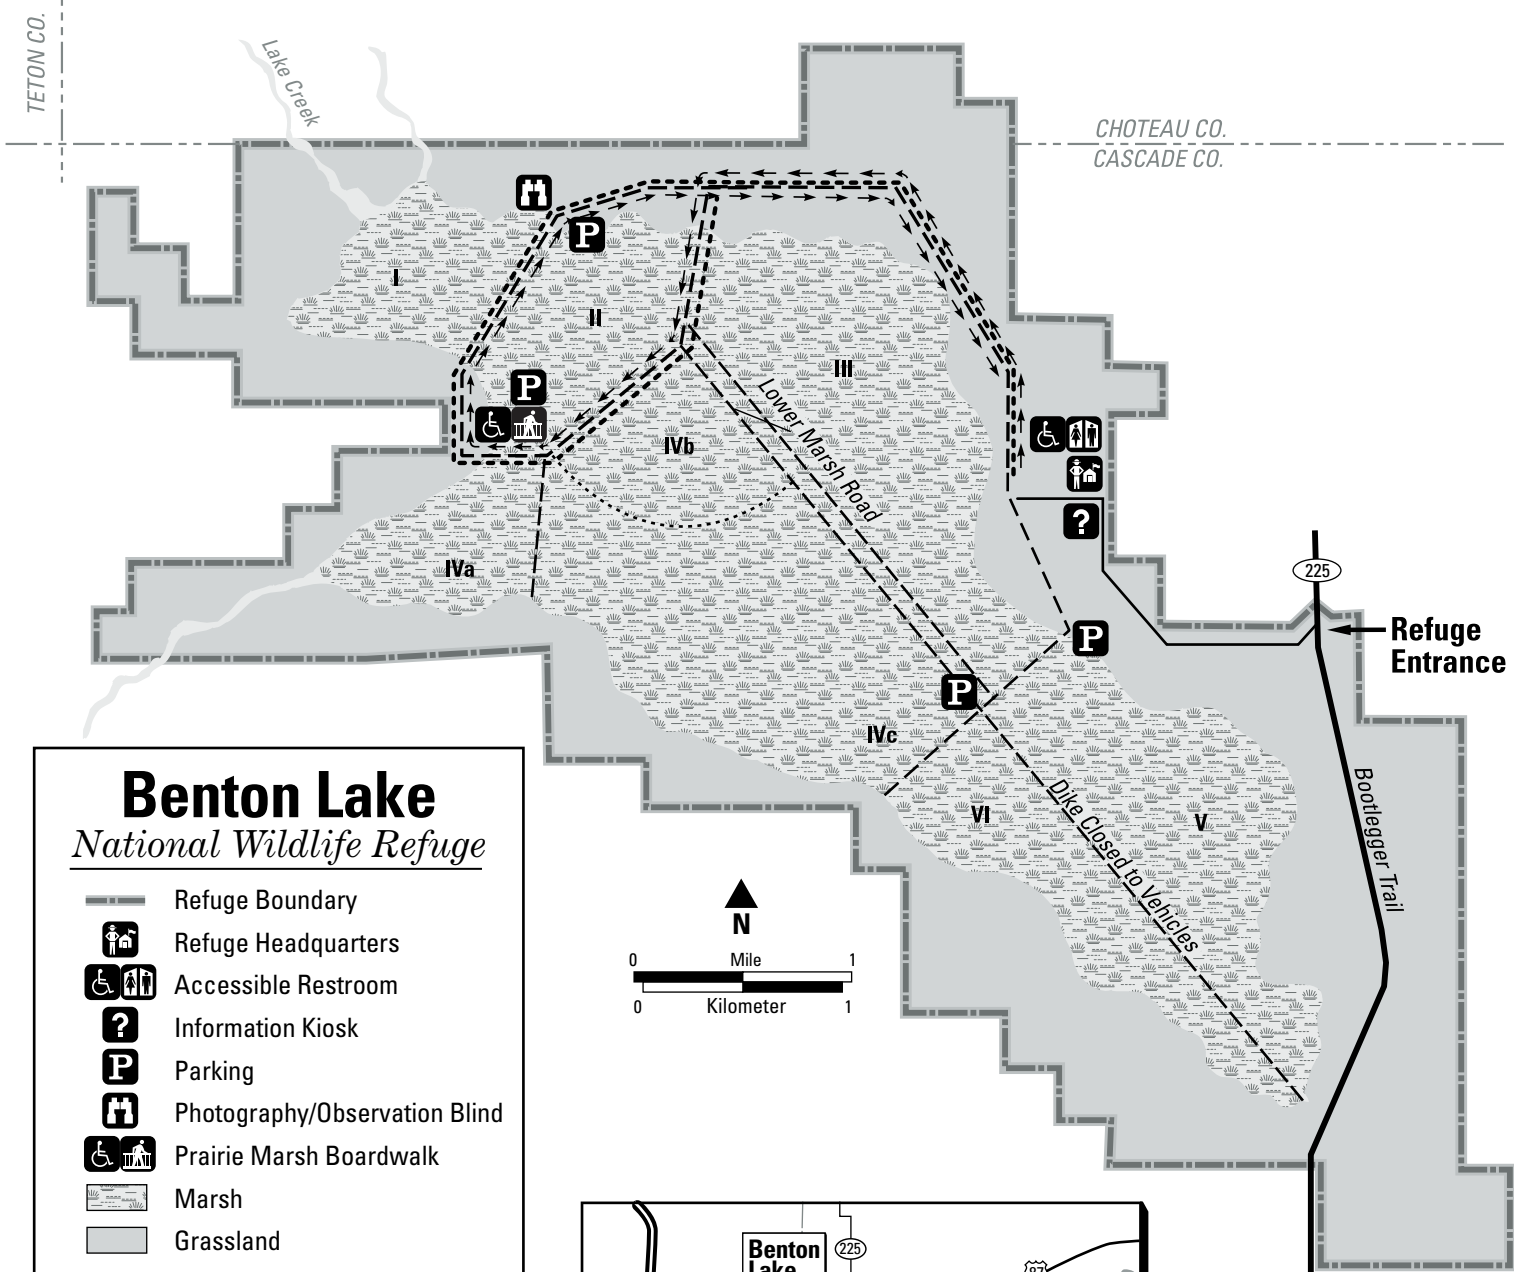 TETON CO.
Lake Creek
CHOTEAU CO.
CASCADE CO.
P
I
II
III
P
Lower Marsh Road
IVb
?
IVa
225
P
Refuge
Entrance
P
IVc
Bootlegger Trail
VI
Dike Closed to Vehicles
V
Benton Lake
National Wildlife Refuge
Refuge Boundary
Refuge Headquarters
Accessible Restroom
? Information Kiosk
P Parking
Photography/Observation Blind
Prairie Marsh Boardwalk
Marsh
Grassland
N
0 Mile 1
0 Kilometer 1
Benton
Lake
225
87